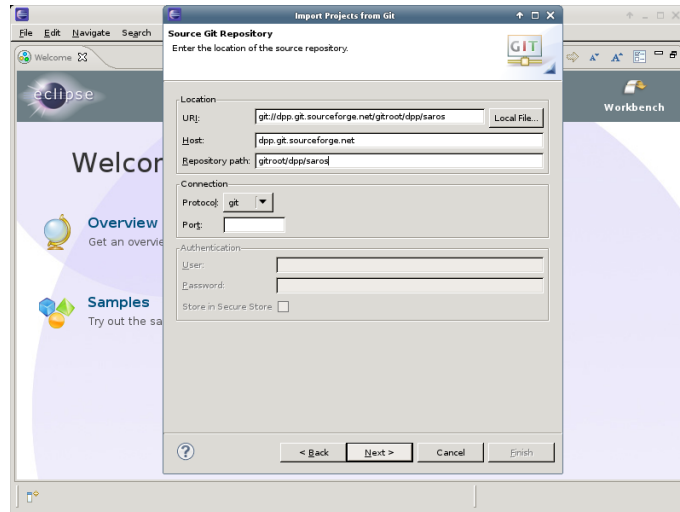 Import Projects from Git
File Edit Navigate Search
Source Git Repository
Enter the location of the source repository.
GIT
Welcome
eclipse
Workbench
Location
URI: git://dpp.git.sourceforge.net/gitroot/dpp/saros Local File...
Host: dpp.git.sourceforge.net
Repository path: gitroot/dpp/saros
Welcor
Connection
Protocol: git
Port:
Overview
Get an overvie
Authentication
User:
Password:
Store in Secure Store
Samples
Try out the sa
? < Back Next > Cancel Finish